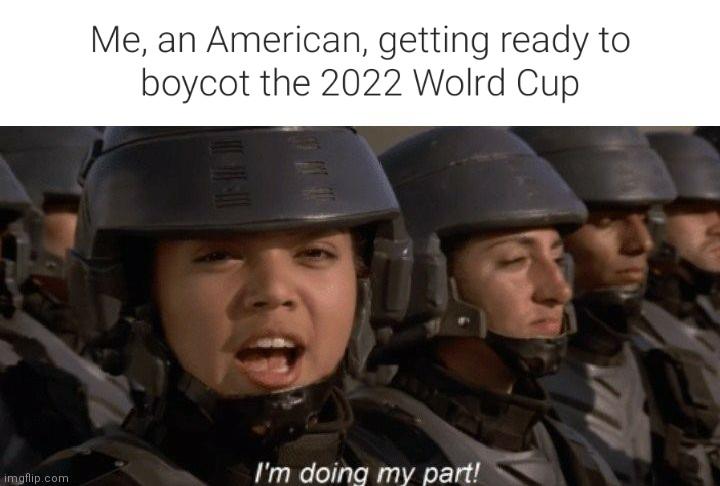 Me, an American, getting ready to
boycot the 2022 Wolrd Cup
I'm doing my part!
imgflip.com